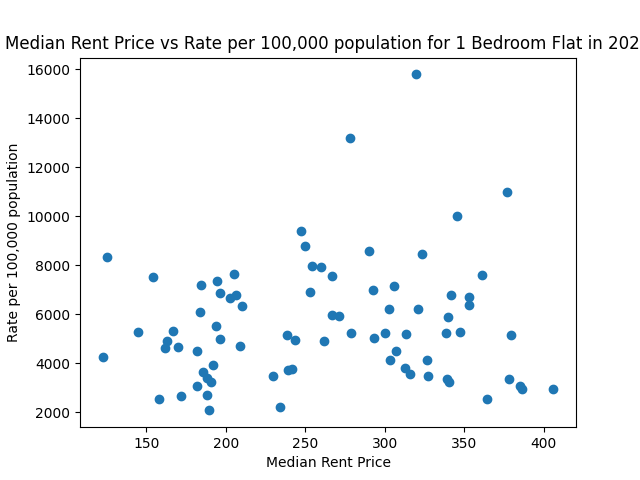 Median Rent Price vs Rate per 100,000 population for 1 Bedroom Flat in 202
16000
14000
12000
10000
8000
6000
4000
2000
Rate per 100,000 population
150 200 250 300 350 400
Median Rent Price